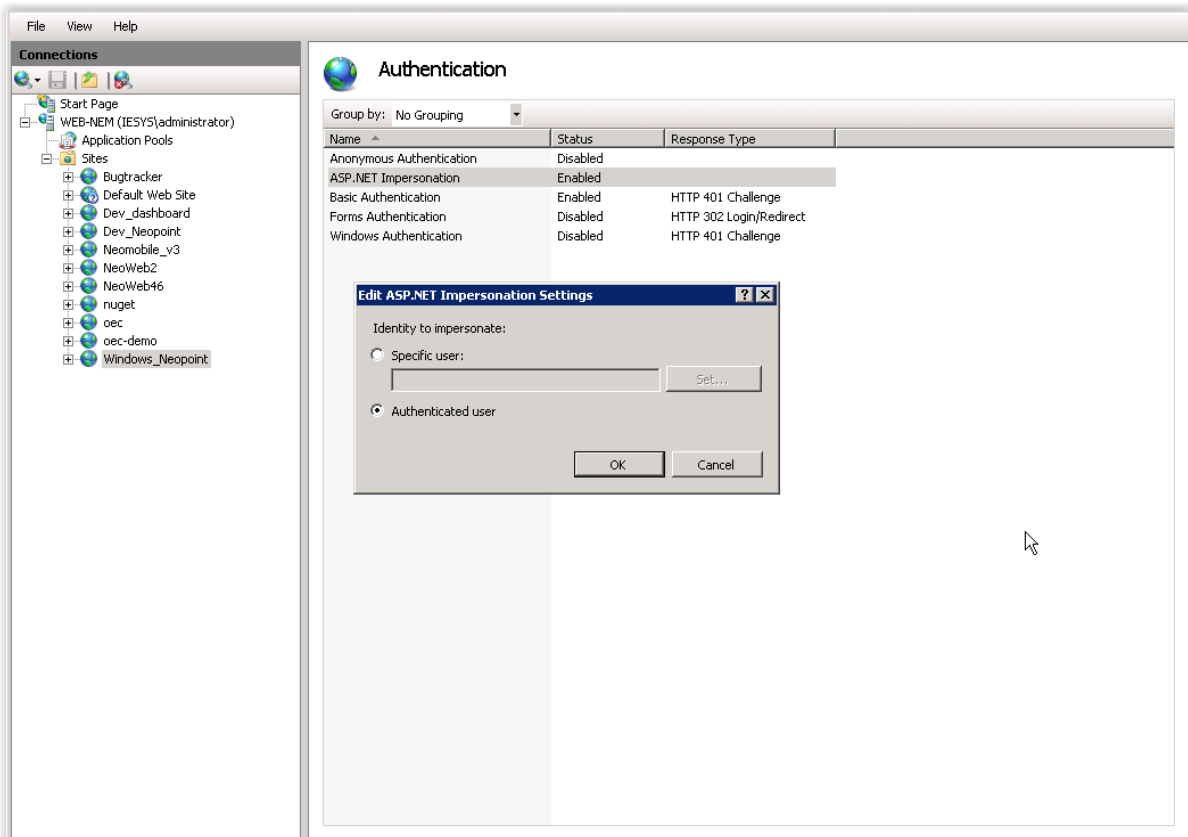 File View Help
Connections
Start Page
WEB-NEM (IESYS\administrator)
Application Pools
Sites
Bugtracker
Default Web Site
Dev_dashboard
Dev_Neopoint
Neomobile_v3
NeoWeb2
NeoWeb46
nuget
oec
oec-demo
Windows_Neopoint
Authentication
Group by: No Grouping
Name Status Response Type
Anonymous Authentication Disabled
ASP.NET Impersonation Enabled
Basic Authentication Enabled HTTP 401 Challenge
Forms Authentication Disabled HTTP 302 Login/Redirect
Windows Authentication Disabled HTTP 401 Challenge
Edit ASP.NET Impersonation Settings
Identity to impersonate:
Specific user:
Set...
Authenticated user
OK Cancel